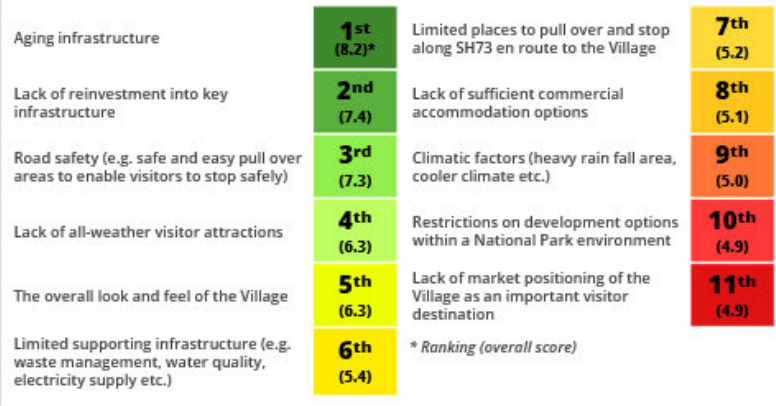 Aging infrastructure
1st
(8.2)*
Lack of reinvestment into key
infrastructure
2nd
(7.4)
Road safety (e.g. safe and easy pull over
areas to enable visitors to stop safely)
3rd
(7.3)
Lack of all-weather visitor attractions
4th
(6.3)
The overall look and feel of the Village
5th
(6.3)
Limited supporting infrastructure (e.g.
waste management, water quality,
electricity supply etc.)
6th
(5.4)
Limited places to pull over and stop
along SH73 en route to the Village
7th
(5.2)
Lack of sufficient commercial
accommodation options
8th
(5.1)
Climatic factors (heavy rain fall area,
cooler climate etc.)
9th
(5.0)
Restrictions on development options
within a National Park environment
10th
(4.9)
Lack of market positioning of the
Village as an important visitor
destination
11th
(4.9)
* Ranking (overall score)